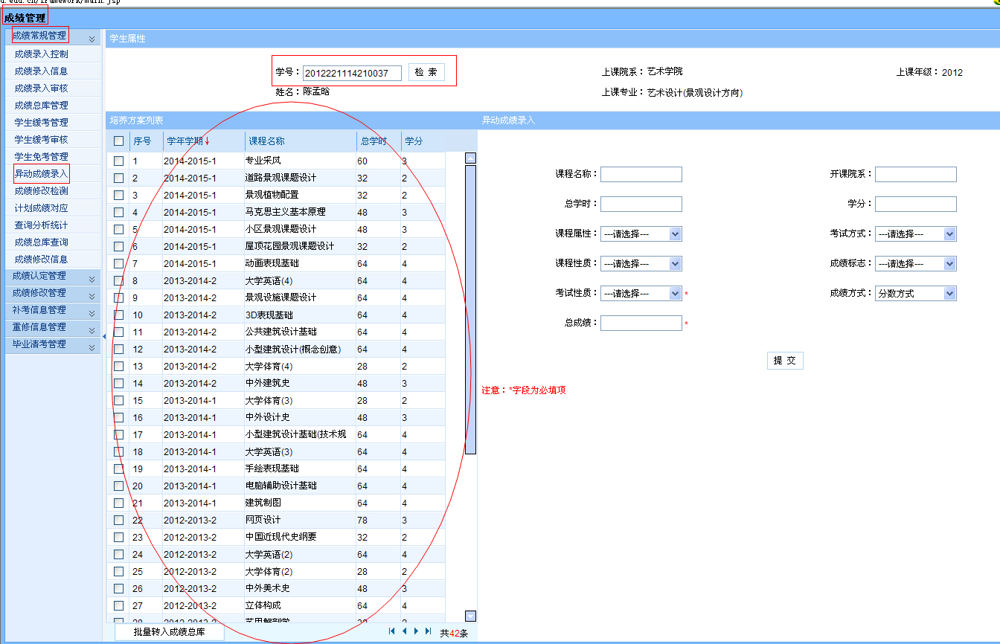 d.edu.cn/framework/main.jsp
成绩管理
成绩常规管理
成绩录入控制
成绩录入信息
成绩录入审核
成绩总库管理
学生缓考管理
学生缓考审核
学生免考管理
异动成绩录入
成绩修改检测
计划成绩对应
查询分析统计
成绩总库查询
成绩修改信息
成绩认定管理
成绩修改管理
补考信息管理
重修信息管理
毕业清考管理
学生属性
学号：2012221114210037 检 索 上课院系：艺术学院 上课年级：2012
姓名：陈孟晗 上课专业：艺术设计(景观设计方向)
培养方案列表
序号 学年学期↓ 课程名称 总学时 学分
1 2014-2015-1 专业采风 60 3
2 2014-2015-1 道路景观课题设计 32 2
3 2014-2015-1 景观植物配置 32 2
4 2014-2015-1 马克思主义基本原理 48 3
5 2014-2015-1 小区景观课题设计 48 3
6 2014-2015-1 屋顶花园景观课题设计 32 2
7 2014-2015-1 动画表现基础 64 4
8 2013-2014-2 大学英语(4) 64 4
9 2013-2014-2 景观设施课题设计 64 4
10 2013-2014-2 3D表现基础 64 4
11 2013-2014-2 公共建筑设计基础 64 4
12 2013-2014-2 小型建筑设计(概念创意) 64 4
13 2013-2014-2 大学体育(4) 28 2
14 2013-2014-2 中外建筑史 48 3
15 2013-2014-1 大学体育(3) 28 2
16 2013-2014-1 中外设计史 48 3
17 2013-2014-1 小型建筑设计基础(技术规 64 4
18 2013-2014-1 大学英语(3) 64 4
19 2013-2014-1 手绘表现基础 64 4
20 2013-2014-1 电脑辅助设计基础 64 4
21 2013-2014-1 建筑制图 64 4
22 2012-2013-2 网页设计 78 3
23 2012-2013-2 中国近现代史纲要 32 2
24 2012-2013-2 大学英语(2) 64 4
25 2012-2013-2 大学体育(2) 28 2
26 2012-2013-2 中外美术史 48 3
27 2012-2013-2 立体构成 64 4
28 2012-2013-2 艺用解剖学
批量转入成绩总库 共42条
异动成绩录入
课程名称： 开课院系：
总学时： 学分：
课程属性：---请选择--- 考试方式：---请选择---
课程性质：---请选择--- 成绩标志：---请选择---
考试性质：---请选择--- * 成绩方式：分数方式
总成绩： *
提 交
注意：*字段为必填项